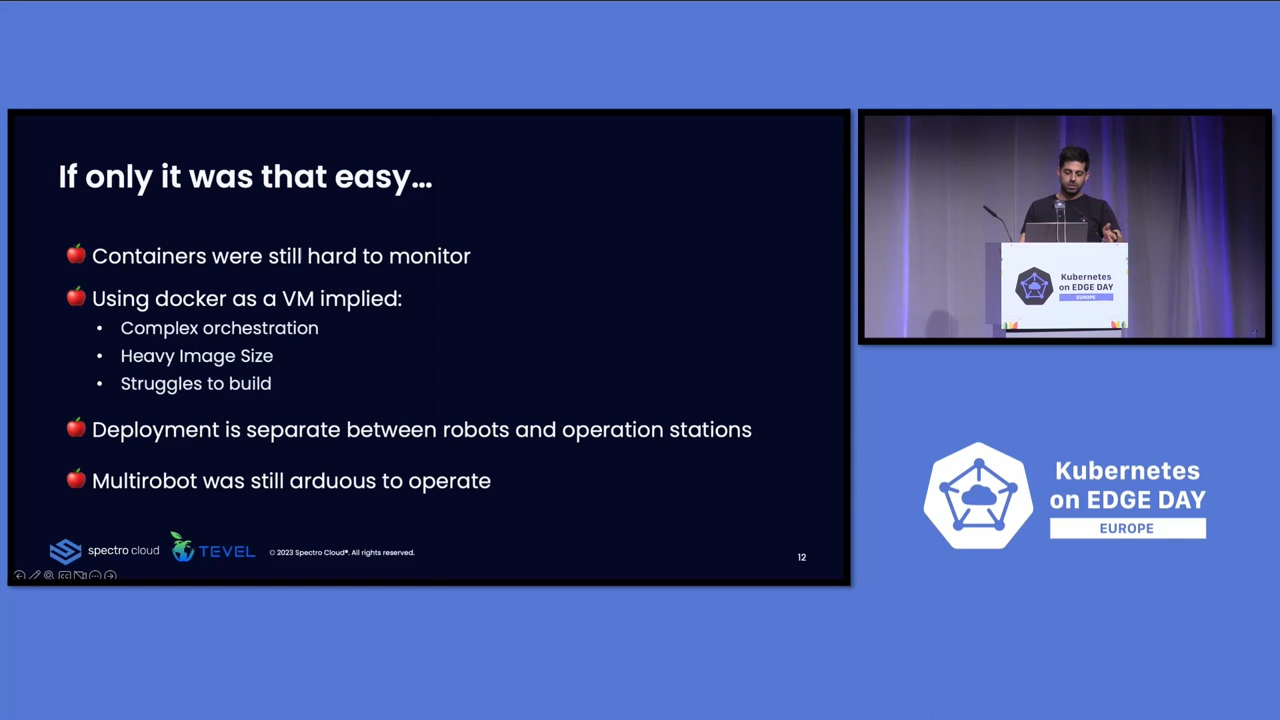 If only it was that easy...
Containers were still hard to monitor
Using docker as a VM implied:
• Complex orchestration
• Heavy Image Size
• Struggles to build
Deployment is separate between robots and operation stations
Multirobot was still arduous to operate
spectro cloud
TEVEL
© 2023 Spectro Cloud®. All rights reserved.
12
Kubernetes
on EDGE DAY
EUROPE
Kubernetes
on EDGE DAY
EUROPE